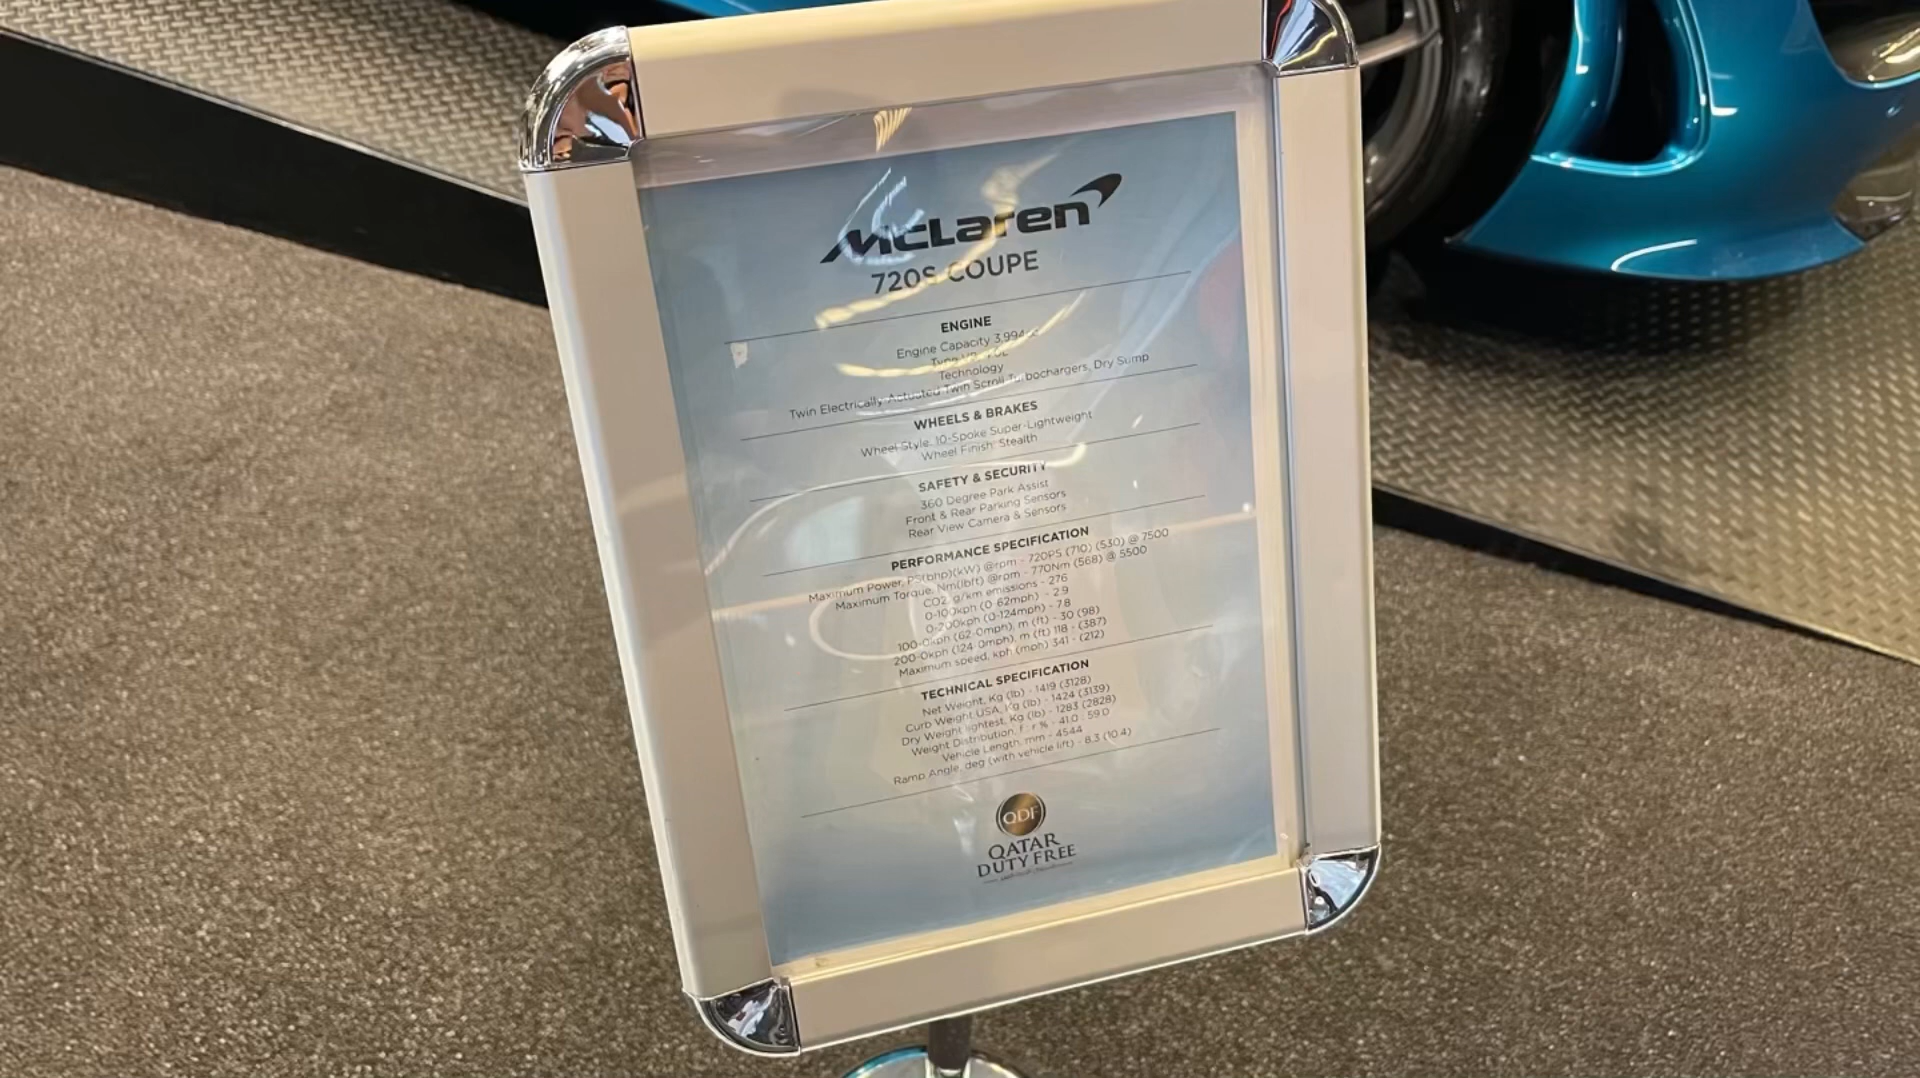 McLaren
720S COUPE
ENGINE
Engine Capacity 3,994cc
Technology
Twin Electrically Actuated Twin Scroll Turbochargers, Dry Sump
WHEELS & BRAKES
Wheel Style: 10-Spoke Super-Lightweight
Wheel Finish: Stealth
SAFETY & SECURITY
360 Degree Park Assist
Front & Rear Parking Sensors
Rear View Camera & Sensors
PERFORMANCE SPECIFICATION
Maximum Power, PS(bhp)(kW) @rpm - 720PS (710) (530) @ 7500
Maximum Torque, Nm(lbft) @rpm - 770Nm (568) @ 5500
CO2, g/km emissions - 276
0-100kph (0-62mph) - 2.9
0-200kph (0-124mph) - 7.8
100-0kph (62-0mph), m (ft) - 30 (98)
200-0kph (124-0mph), m (ft) 118 - (387)
Maximum speed, kph (mph) 341 - (212)
TECHNICAL SPECIFICATION
Net Weight, Kg (lb) - 1419 (3128)
Curb Weight USA, Kg (lb) - 1424 (3139)
Dry Weight lightest, Kg (lb) - 1283 (2828)
Weight Distribution, f : r % - 41.0 : 59.0
Vehicle Length, mm - 4544
Ramp Angle, deg (with vehicle lift) - 8.3 (10.4)
QDF
QATAR
DUTY FREE